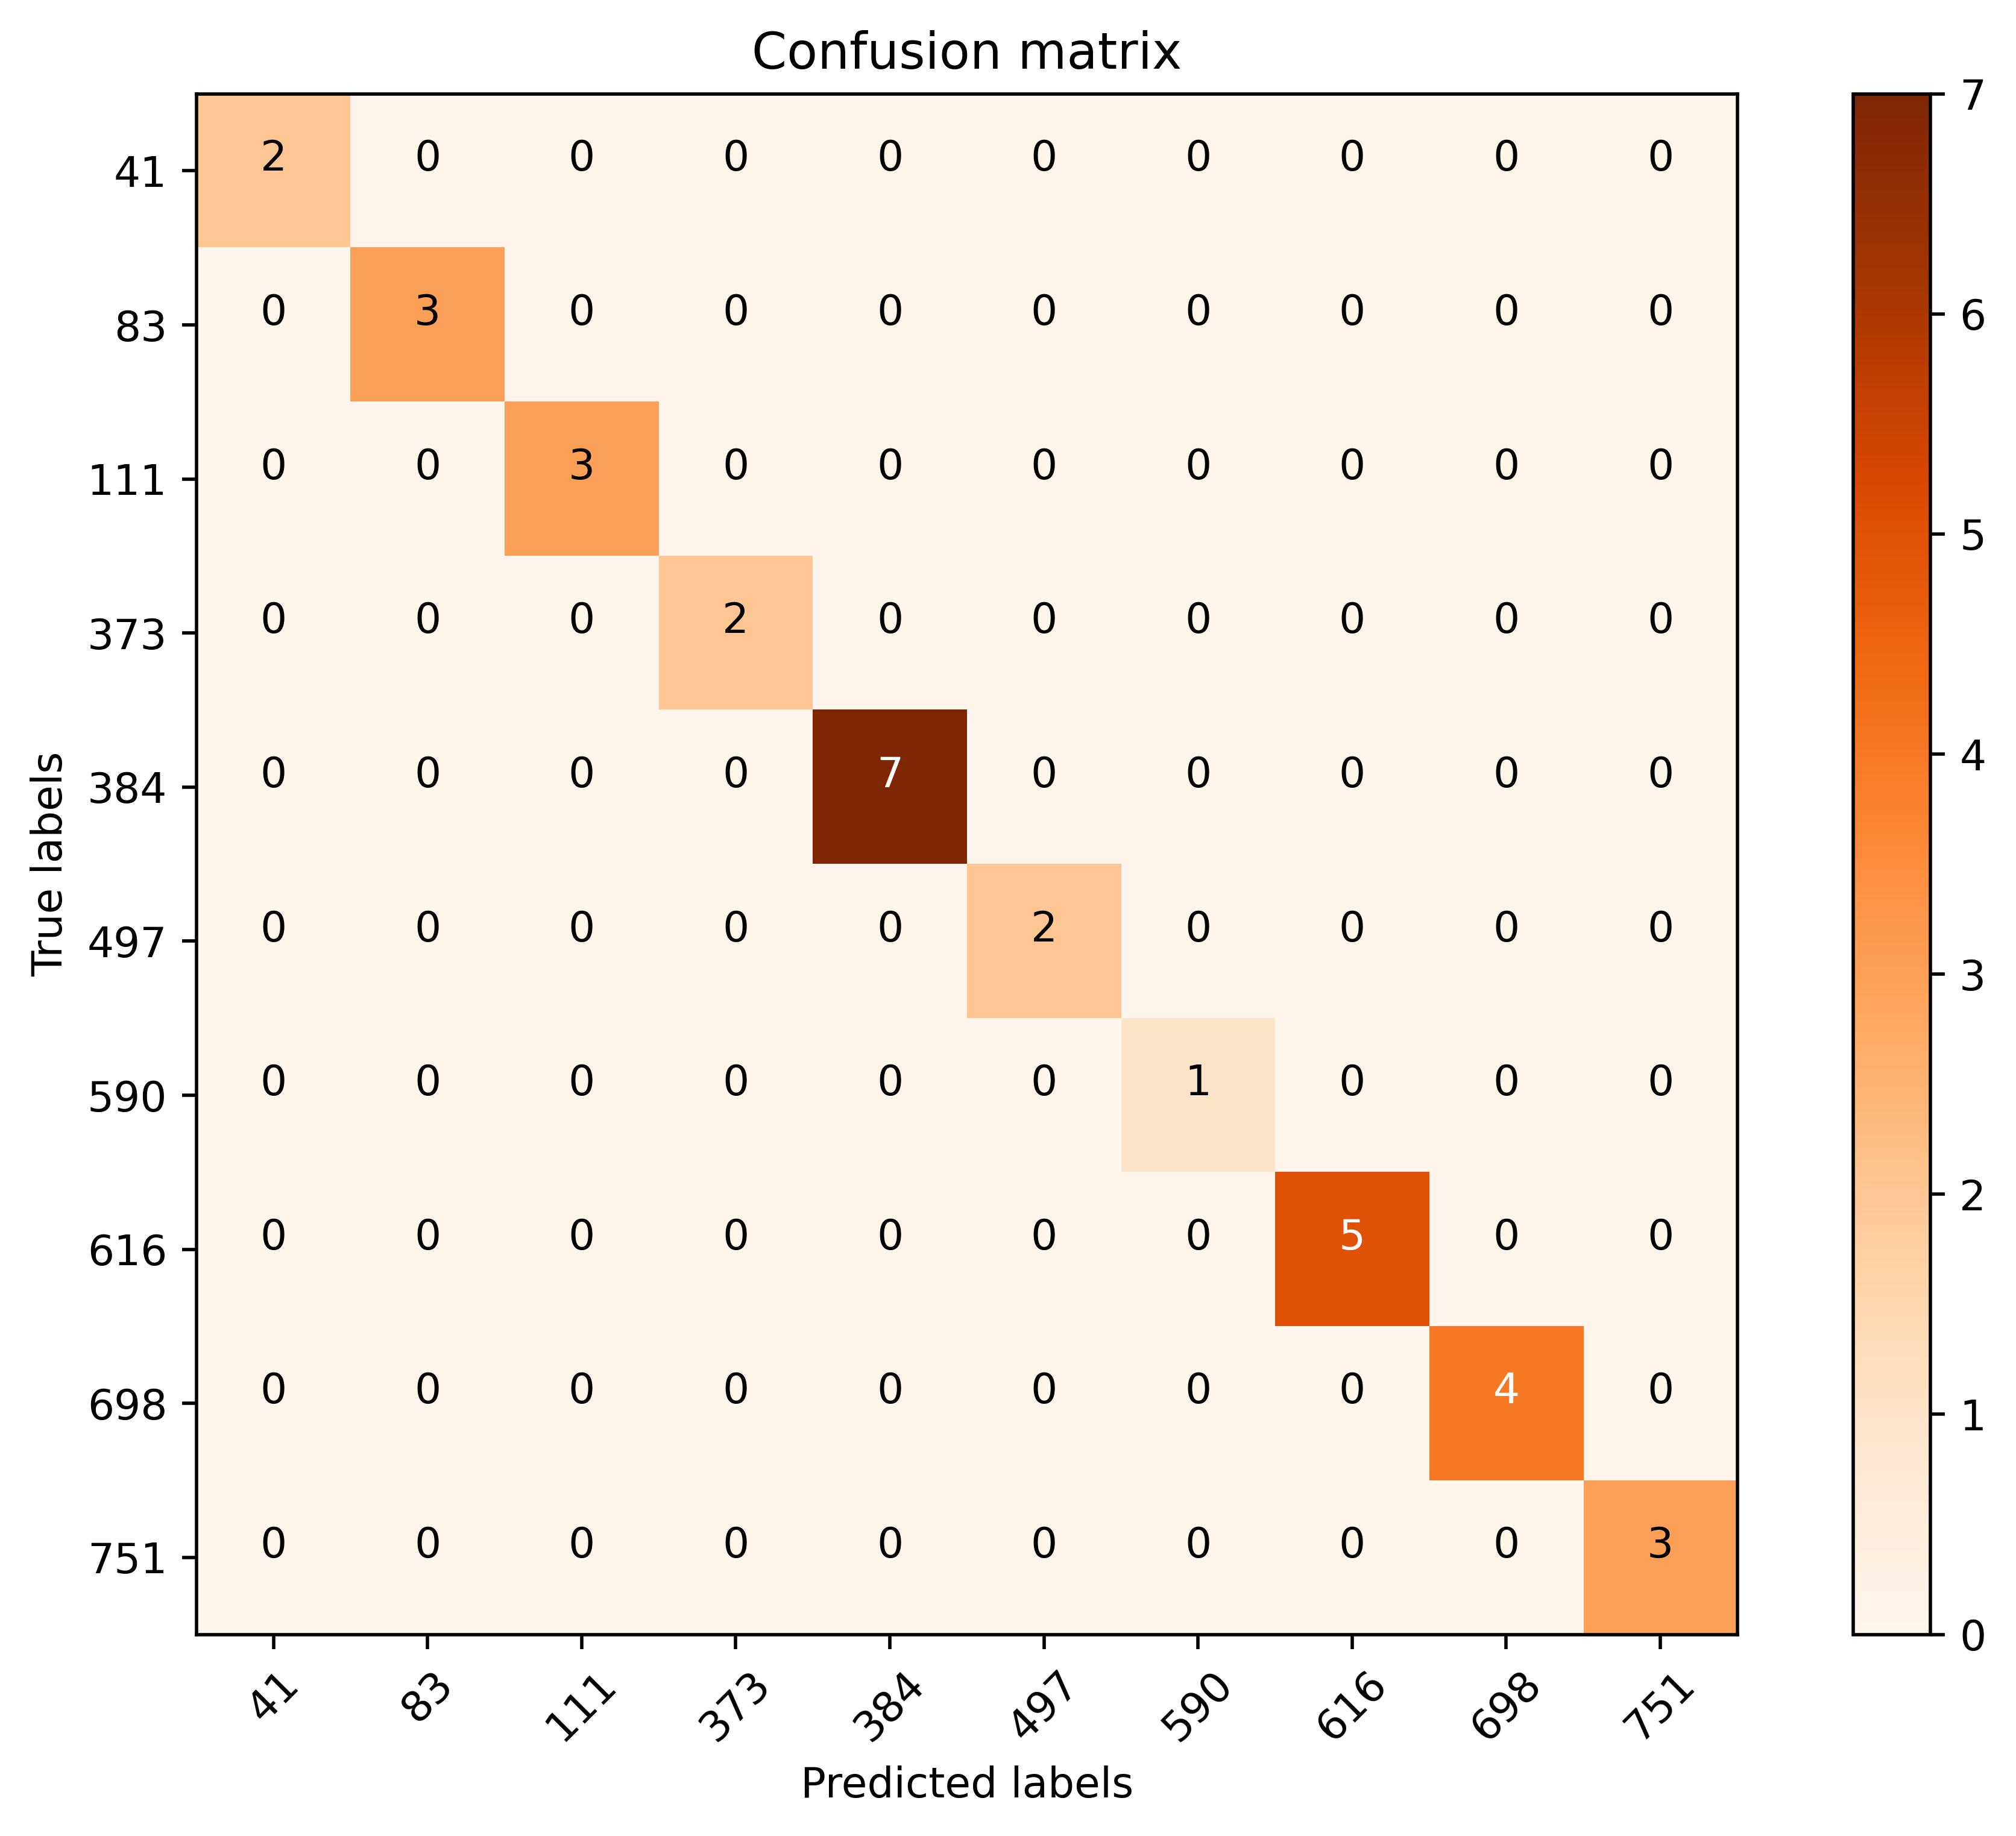 Confusion matrix
41 2 0 0 0 0 0 0 0 0 0
83 0 3 0 0 0 0 0 0 0 0
111 0 0 3 0 0 0 0 0 0 0
373 0 0 0 2 0 0 0 0 0 0
384 0 0 0 0 7 0 0 0 0 0
497 0 0 0 0 0 2 0 0 0 0
590 0 0 0 0 0 0 1 0 0 0
616 0 0 0 0 0 0 0 5 0 0
698 0 0 0 0 0 0 0 0 4 0
751 0 0 0 0 0 0 0 0 0 3
41 83 111 373 384 497 590 616 698 751
Predicted labels
True labels
7
6
5
4
3
2
1
0